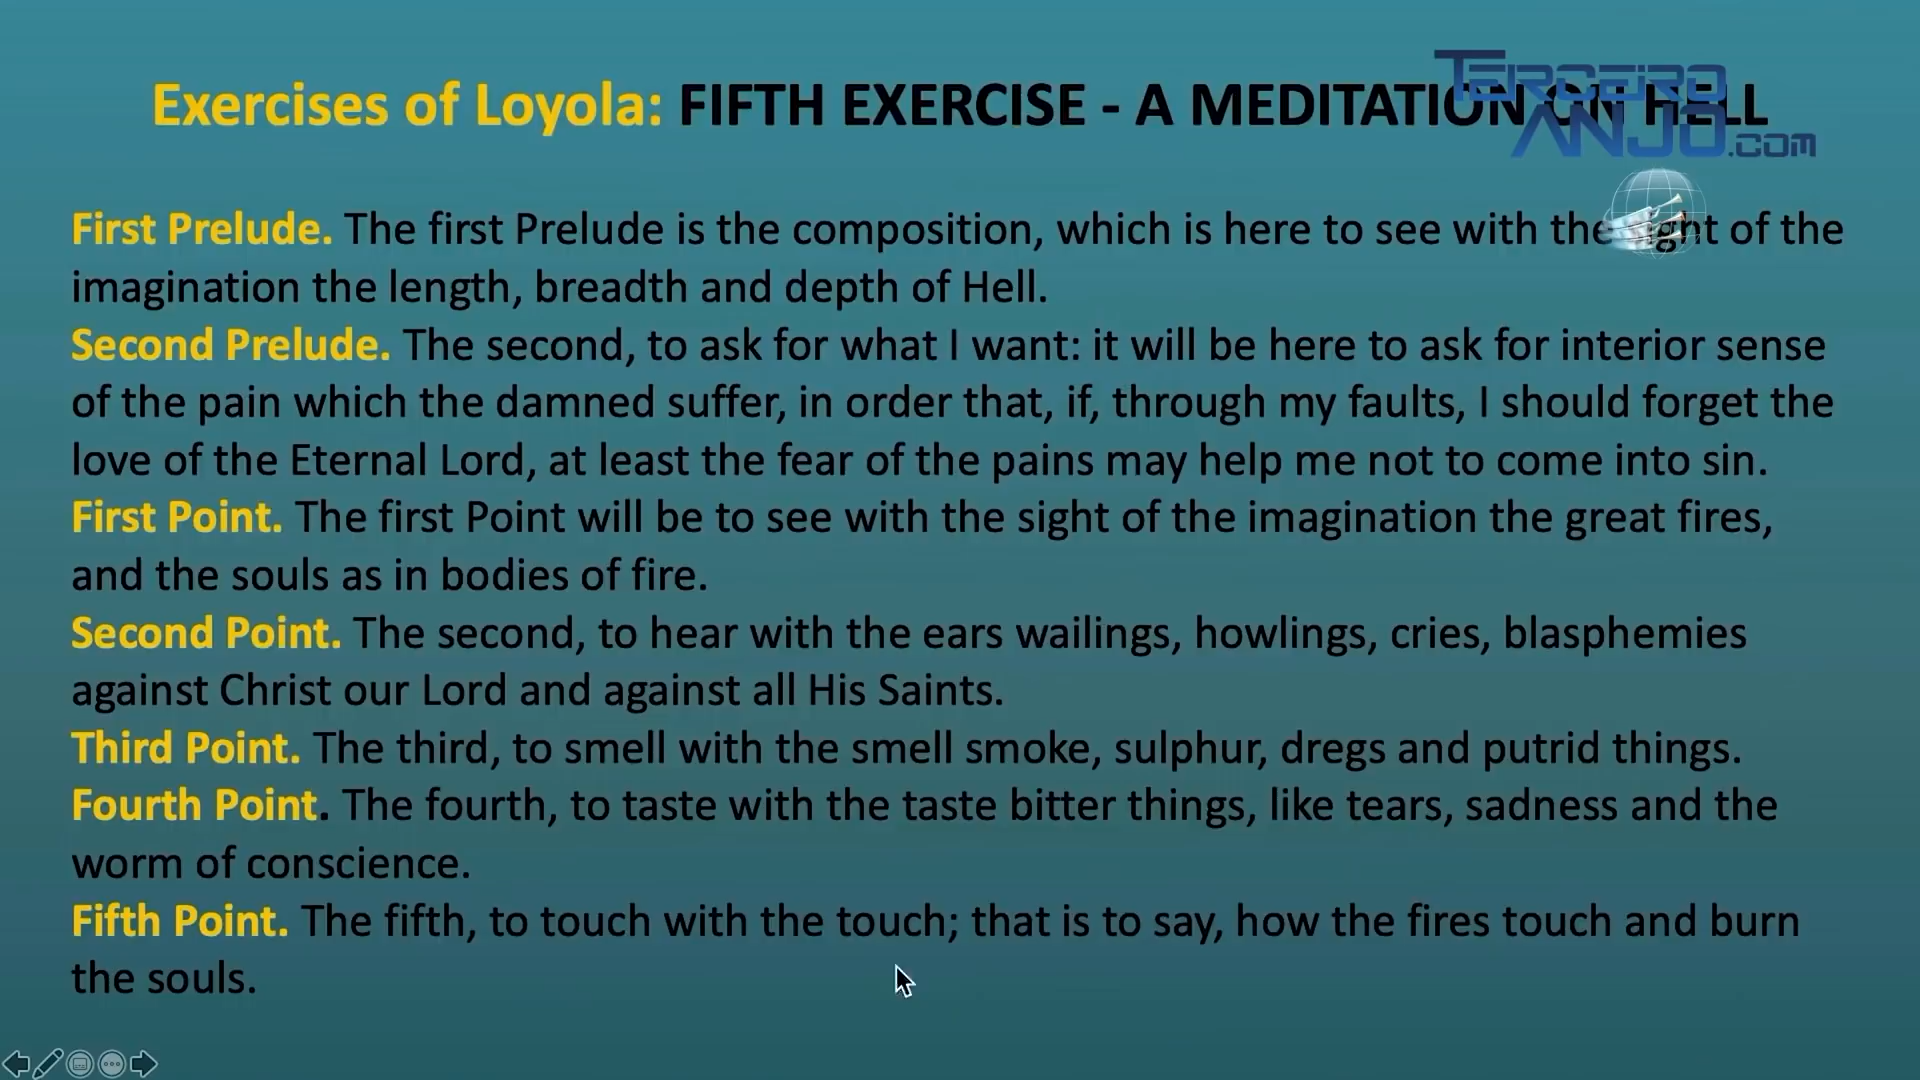 Exercises of Loyola: FIFTH EXERCISE - A MEDITATION ON HELL
TERCEIRO
ANJO.COM
First Prelude. The first Prelude is the composition, which is here to see with the sight of the
imagination the length, breadth and depth of Hell.
Second Prelude. The second, to ask for what I want: it will be here to ask for interior sense
of the pain which the damned suffer, in order that, if, through my faults, I should forget the
love of the Eternal Lord, at least the fear of the pains may help me not to come into sin.
First Point. The first Point will be to see with the sight of the imagination the great fires,
and the souls as in bodies of fire.
Second Point. The second, to hear with the ears wailings, howlings, cries, blasphemies
against Christ our Lord and against all His Saints.
Third Point. The third, to smell with the smell smoke, sulphur, dregs and putrid things.
Fourth Point. The fourth, to taste with the taste bitter things, like tears, sadness and the
worm of conscience.
Fifth Point. The fifth, to touch with the touch; that is to say, how the fires touch and burn
the souls.